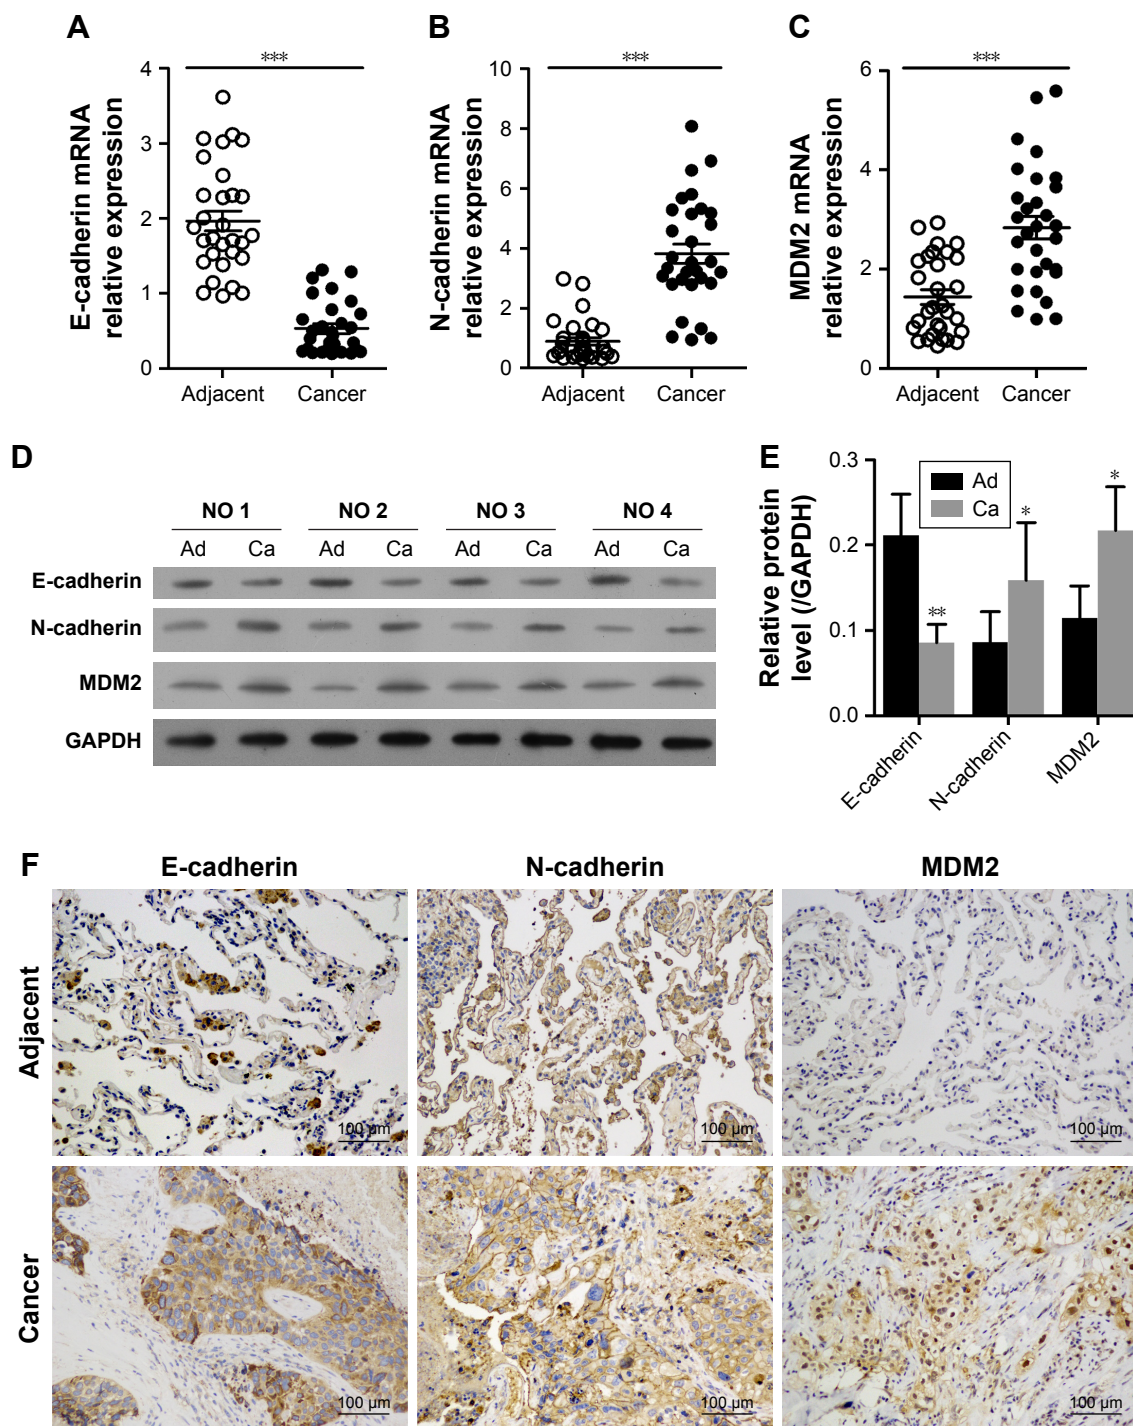 A
B
C
***
***
***
E-cadherin mRNA
relative expression
4
3
2
1
0
Adjacent
Cancer
N-cadherin mRNA
relative expression
10
8
6
4
2
0
Adjacent
Cancer
MDM2 mRNA
relative expression
6
4
2
0
Adjacent
Cancer
D
NO 1
NO 2
NO 3
NO 4
Ad
Ca
Ad
Ca
Ad
Ca
Ad
Ca
E-cadherin
N-cadherin
MDM2
GAPDH
E
Relative protein
level (/GAPDH)
0.3
0.2
0.1
0.0
Ad
Ca
**
*
*
E-cadherin
N-cadherin
MDM2
F
E-cadherin
N-cadherin
MDM2
Adjacent
100 µm
100 µm
100 µm
Cancer
100 µm
100 µm
100 µm